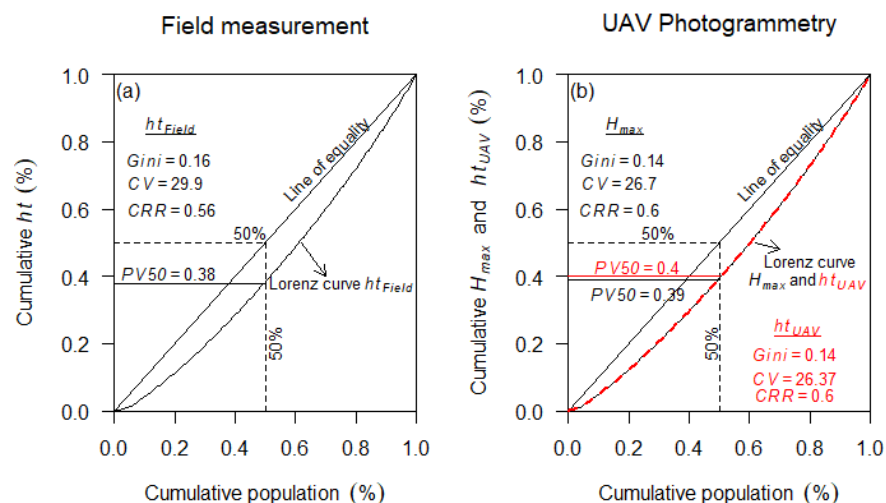 Field measurement
(a)
ht_Field
Gini = 0.16
CV = 29.9
CRR = 0.56
Line of equality
50%
PV50 = 0.38
Lorenz curve ht_Field
50%
1.0
0.8
0.6
0.4
0.2
0.0
Cumulative ht (%)
0.0 0.2 0.4 0.6 0.8 1.0
Cumulative population (%)
UAV Photogrammetry
(b)
H_max
Gini = 0.14
CV = 26.7
CRR = 0.6
Line of equality
50%
PV50 = 0.4
PV50 = 0.39
Lorenz curve
H_max and ht_UAV
50%
ht_UAV
Gini = 0.14
CV = 26.37
CRR = 0.6
1.0
0.8
0.6
0.4
0.2
0.0
Cumulative H_max and ht_UAV (%)
0.0 0.2 0.4 0.6 0.8 1.0
Cumulative population (%)